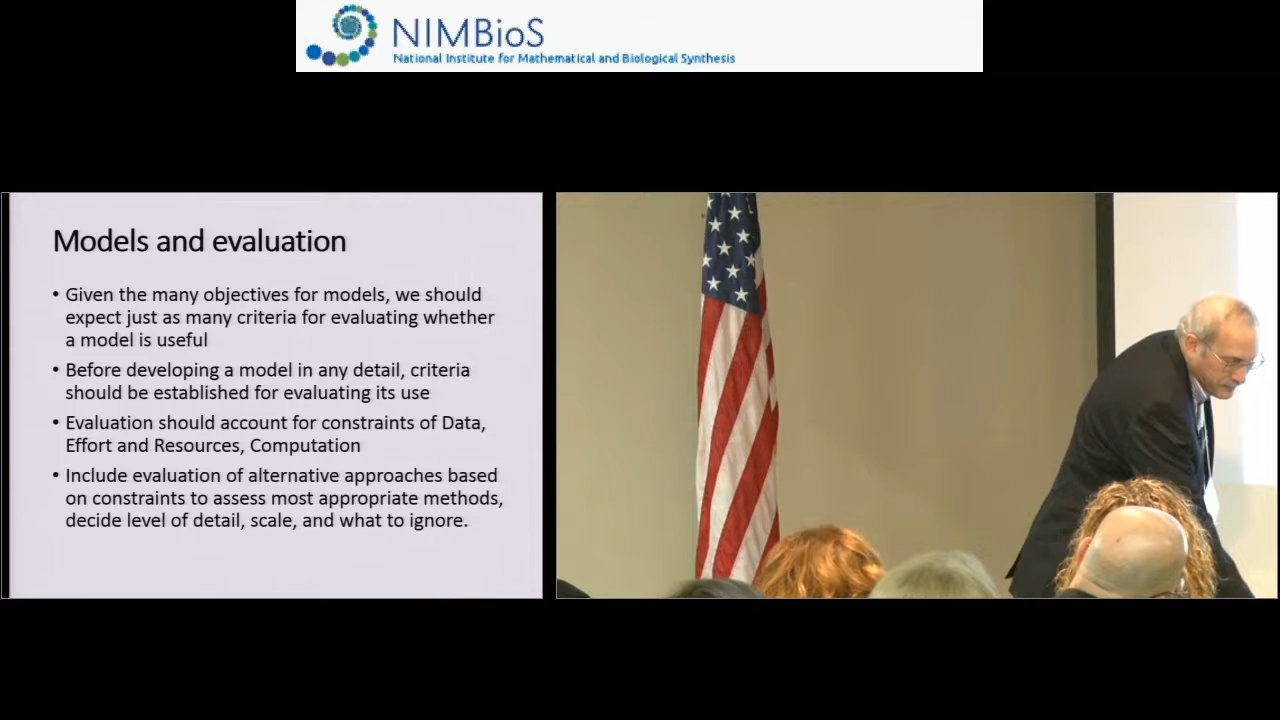 NIMBioS
National Institute for Mathematical and Biological Synthesis
Models and evaluation
• Given the many objectives for models, we should
expect just as many criteria for evaluating whether
a model is useful
• Before developing a model in any detail, criteria
should be established for evaluating its use
• Evaluation should account for constraints of Data,
Effort and Resources, Computation
• Include evaluation of alternative approaches based
on constraints to assess most appropriate methods,
decide level of detail, scale, and what to ignore.